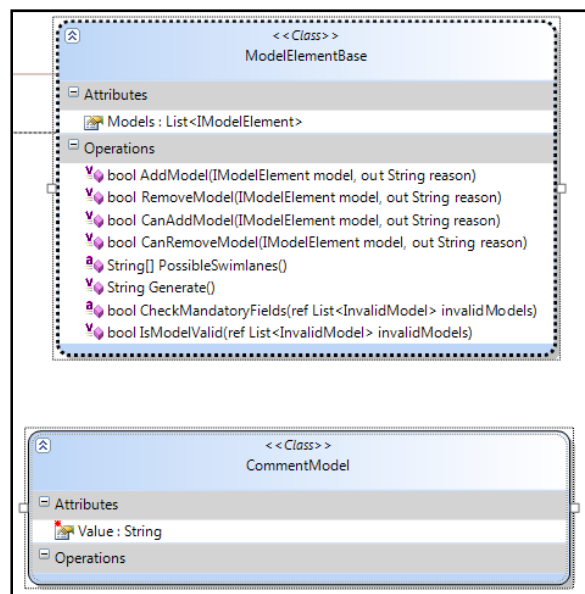 <<Class>>
ModelElementBase
Attributes
Models : List<IModelElement>
Operations
v bool AddModel(IModelElement model, out String reason)
v bool RemoveModel(IModelElement model, out String reason)
v bool CanAddModel(IModelElement model, out String reason)
v bool CanRemoveModel(IModelElement model, out String reason)
a String[] PossibleSwimlanes()
v String Generate()
a bool CheckMandatoryFields(ref List<InvalidModel> invalidModels)
v bool IsModelValid(ref List<InvalidModel> invalidModels)
<<Class>>
CommentModel
Attributes
Value : String
Operations